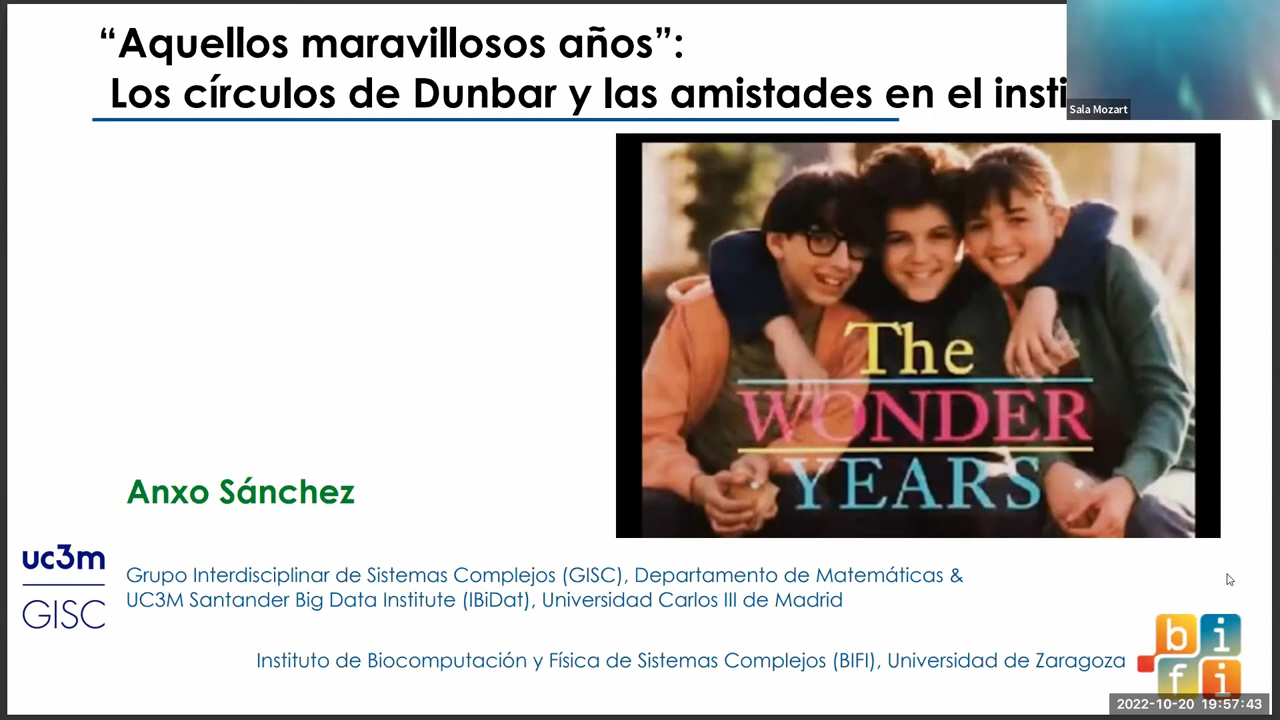 “Aquellos maravillosos años”:
Los círculos de Dunbar y las amistades en el insti
Sala Mozart
The
WONDER
YEARS
Anxo Sánchez
uc3m
GISC
Grupo Interdisciplinar de Sistemas Complejos (GISC), Departamento de Matemáticas &
UC3M Santander Big Data Institute (IBiDat), Universidad Carlos III de Madrid
Instituto de Biocomputación y Física de Sistemas Complejos (BIFI), Universidad de Zaragoza
bifi
2022-10-20 19:57:43